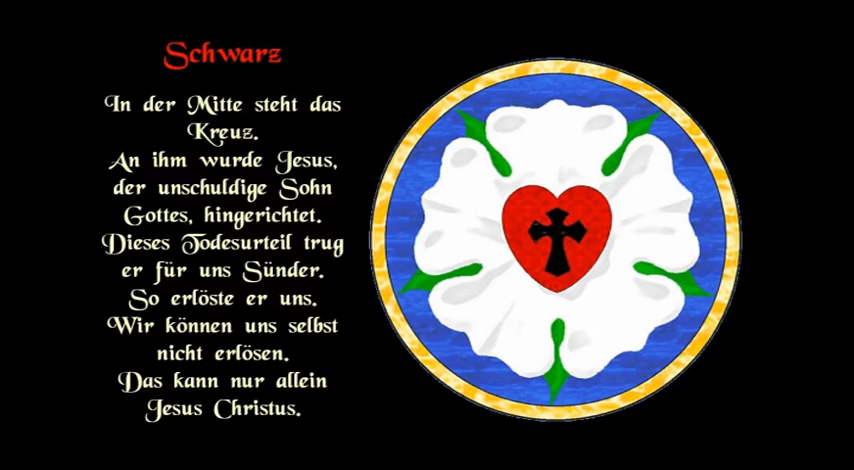 Schwarz
In der Mitte steht das
Kreuz.
An ihm wurde Jesus,
der unschuldige Sohn
Gottes, hingerichtet.
Dieses Todesurteil trug
er für uns Sünder.
So erlöste er uns.
Wir können uns selbst
nicht erlösen.
Das kann nur allein
Jesus Christus.